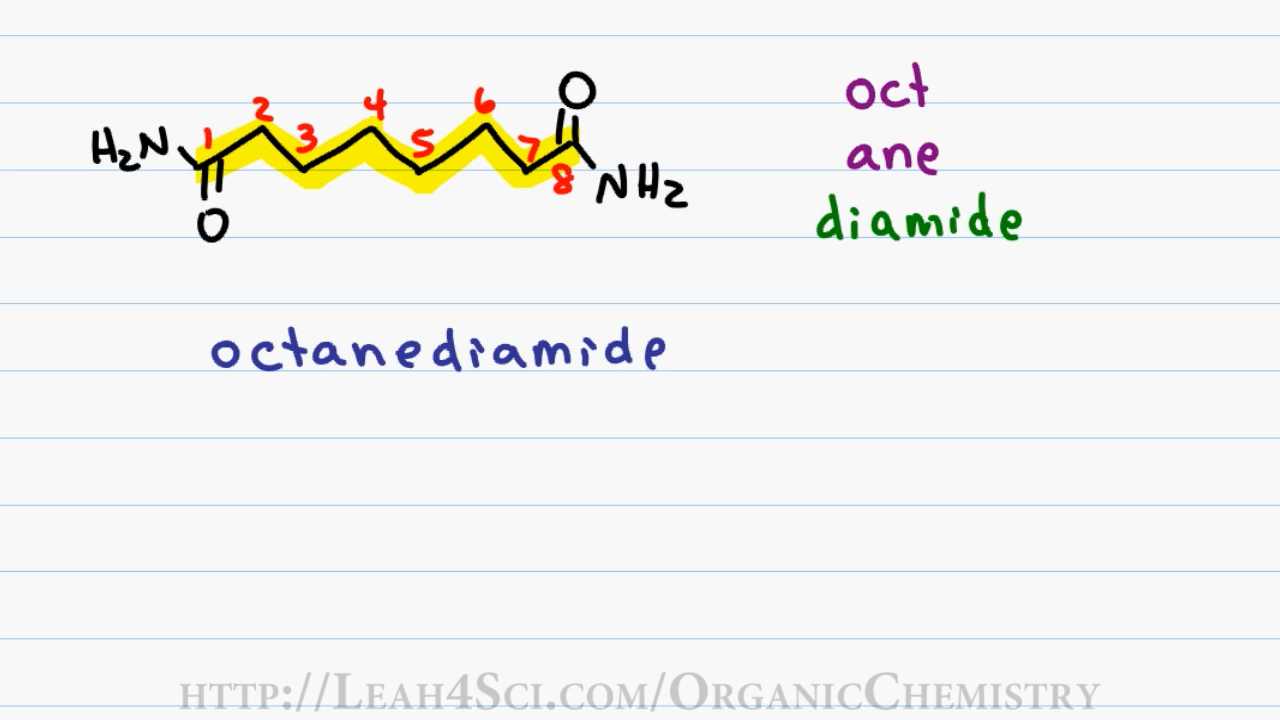 O
2 4 6
1 3 5 7
H₂N
8
NH₂
O
oct
ane
diamide
octanediamide
HTTP://LEAH4SCI.COM/ORGANICCHEMISTRY